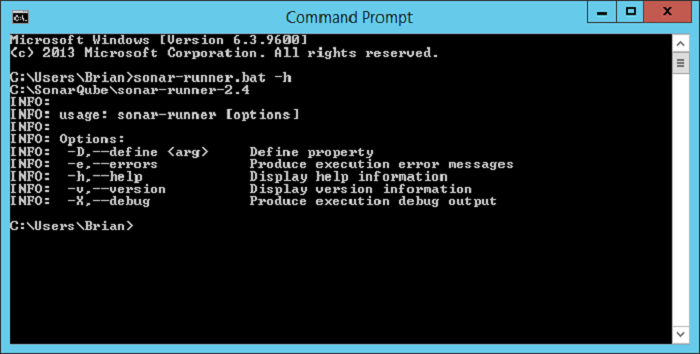 Command Prompt
Microsoft Windows [Version 6.3.9600]
(c) 2013 Microsoft Corporation. All rights reserved.
C:\Users\Brian>sonar-runner.bat -h
C:\SonarQube\sonar-runner-2.4
INFO:
INFO: usage: sonar-runner [options]
INFO:
INFO: Options:
INFO:  -D,--define <arg>     Define property
INFO:  -e,--errors           Produce execution error messages
INFO:  -h,--help             Display help information
INFO:  -v,--version          Display version information
INFO:  -X,--debug            Produce execution debug output
C:\Users\Brian>